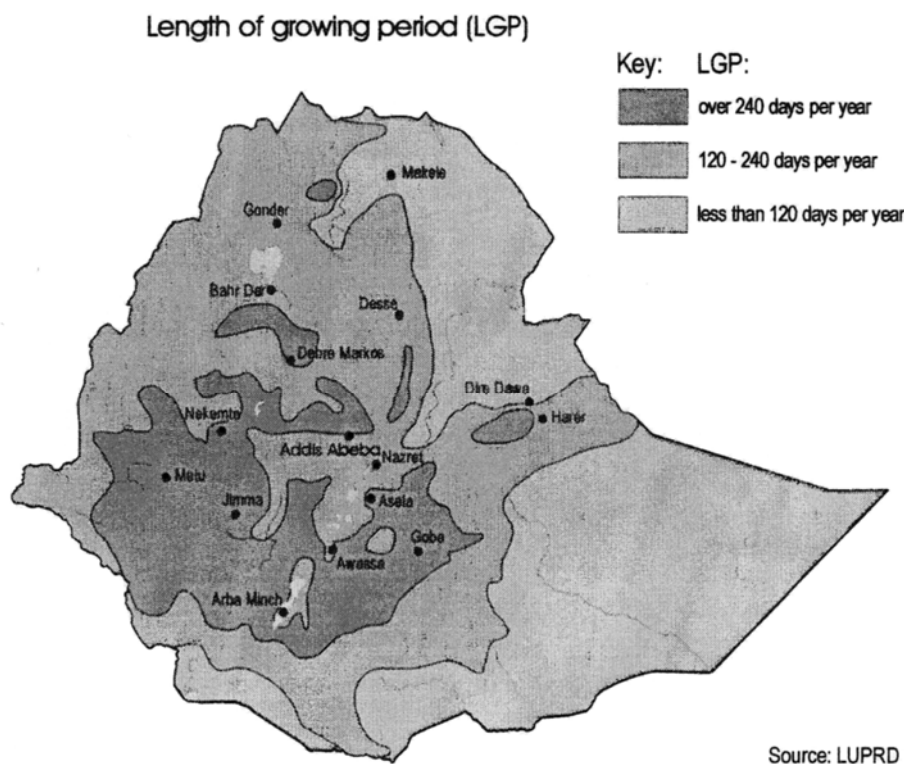 Length of growing period (LGP)
Key: LGP:
over 240 days per year
120 - 240 days per year
less than 120 days per year
Makele
Gonder
Bahr Dar
Desse
Debre Markos
Dire Dawa
Harer
Nekemte
Addis Abeba
Nazret
Metu
Asela
Jimma
Goba
Awassa
Arba Minch
Source: LUPRD